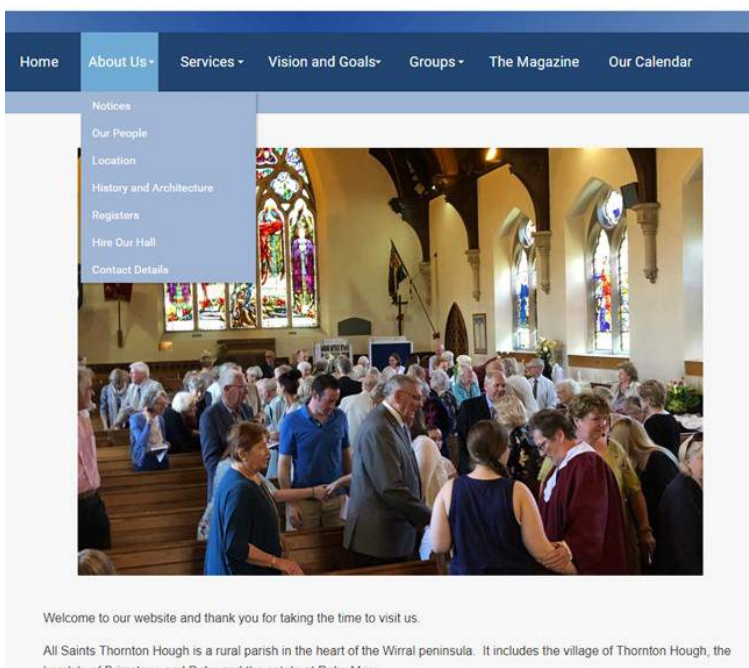 Home About Us Services Vision and Goals Groups The Magazine Our Calendar
Notices
Our People
Location
History and Architecture
Registers
Hire Our Hall
Contact Details
Welcome to our website and thank you for taking the time to visit us.
All Saints Thornton Hough is a rural parish in the heart of the Wirral peninsula. It includes the village of Thornton Hough, the